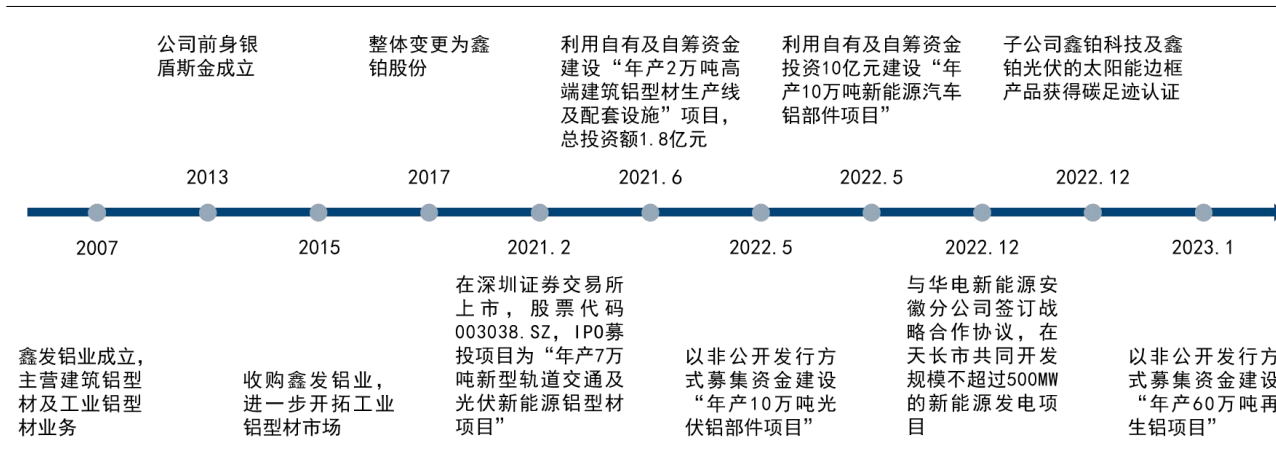 公司前身银
盾斯金成立
整体变更为鑫
铂股份
利用自有及自筹资金
建设“年产2万吨高
端建筑铝型材生产线
及配套设施”项目,
总投资额1.8亿元
利用自有及自筹资金
投资10亿元建设“年
产10万吨新能源汽车
铝部件项目”
子公司鑫铂科技及鑫
铂光伏的太阳能边框
产品获得碳足迹认证
2013
2017
2021.6
2022.5
2022.12
2007
2015
2021.2
2022.5
2022.12
2023.1
鑫发铝业成立,
主营建筑铝型
材及工业铝型
材业务
收购鑫发铝业,
进一步开拓工业
铝型材市场
在深圳证券交易所
上市,股票代码
003038.SZ, IPO募
投项目为“年产7万
吨新型轨道交通及
光伏新能源铝型材
项目”
以非公开发行方
式募集资金建设
“年产10万吨光
伏铝部件项目”
与华电新能源安
徽分公司签订战
略合作协议,在
天长市共同开发
规模不超过500MW
的新能源发电项
目
以非公开发行方
式募集资金建设
“年产60万吨再
生铝项目”